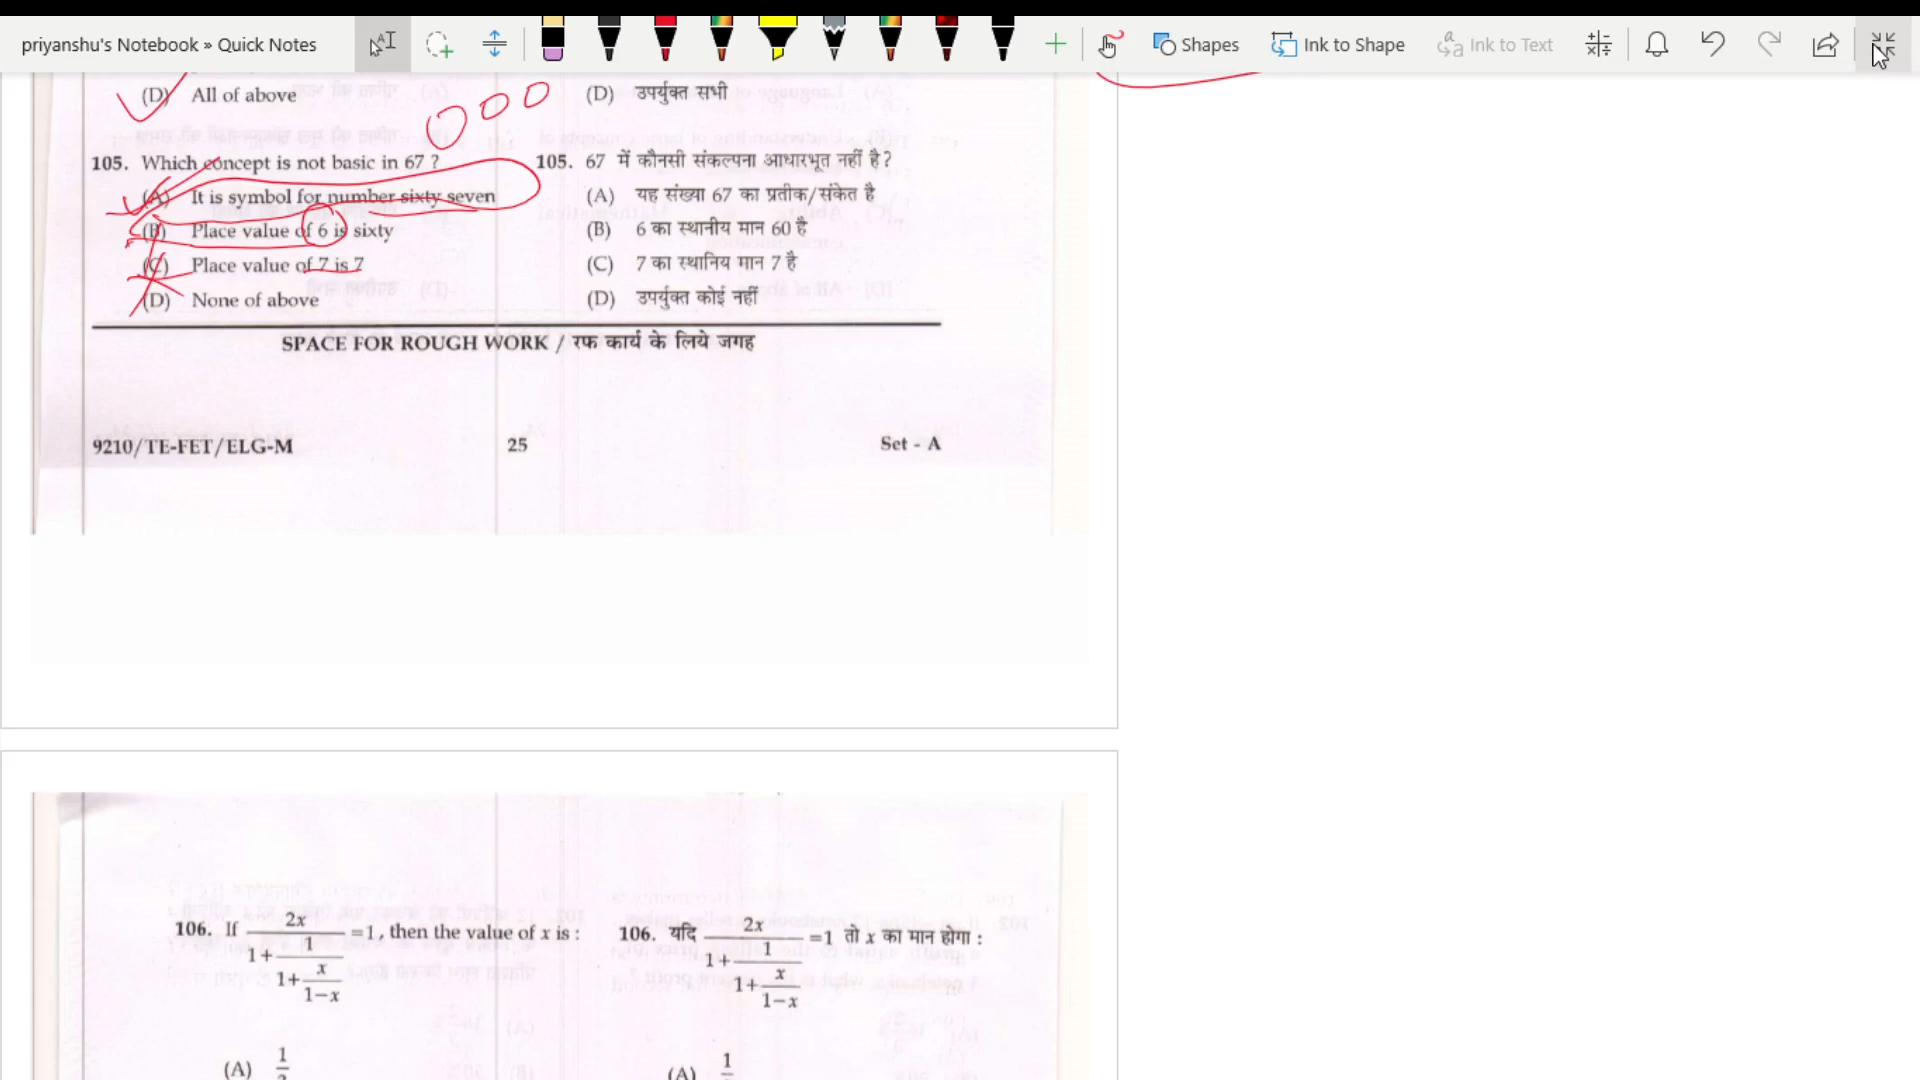 priyanshu's Notebook » Quick Notes
Shapes
Ink to Shape
Ink to Text
(D) All of above
(D) उपर्युक्त सभी
105. Which concept is not basic in 67 ?
(A) It is symbol for number sixty seven
(B) Place value of 6 is sixty
(C) Place value of 7 is 7
(D) None of above
105. 67 में कौनसी संकल्पना आधारभूत नहीं है?
(A) यह संख्या 67 का प्रतीक/संकेत है
(B) 6 का स्थानीय मान 60 है
(C) 7 का स्थानिय मान 7 है
(D) उपर्युक्त कोई नहीं
SPACE FOR ROUGH WORK / रफ कार्य के लिये जगह
9210/TE-FET/ELG-M 25 Set - A
106. If 2x/(1+1/(1+x/(1−x))) =1, then the value of x is :
(A) 1
106. यदि 2x/(1+1/(1+x/(1−x))) =1 तो x का मान होगा :
(A) 1